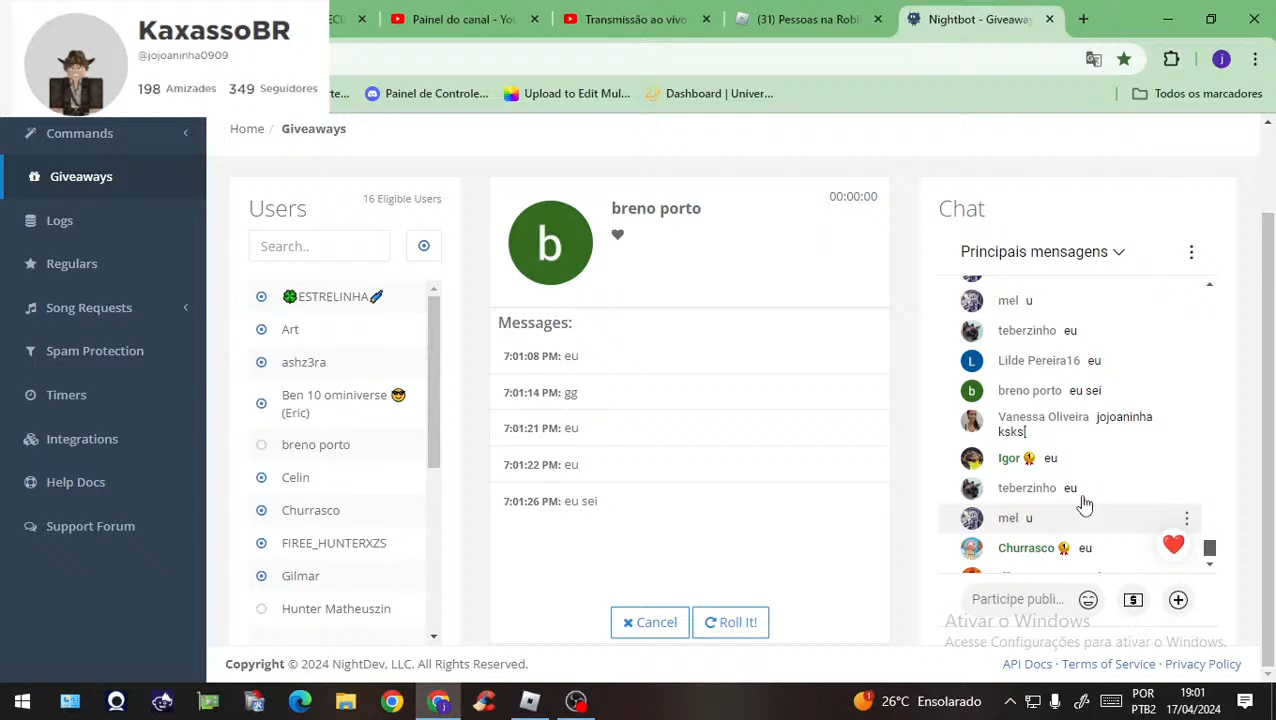 KaxassoBR
@jojoaninha0909
198 Amizades 349 Seguidores
Painel do canal - You
Transmissão ao vivo
(31) Pessoas na Rob
Nightbot - Giveaway
Painel de Controle...
Upload to Edit Mul...
Dashboard | Univer...
Todos os marcadores
Commands
Giveaways
Logs
Regulars
Song Requests
Spam Protection
Timers
Integrations
Help Docs
Support Forum
Home / Giveaways
Users
16 Eligible Users
Search..
🍀ESTRELINHA
Art
ashz3ra
Ben 10 ominiverse 😎
(Eric)
breno porto
Celin
Churrasco
FIREE_HUNTERXZS
Gilmar
Hunter Matheuszin
b
breno porto
00:00:00
Messages:
7:01:08 PM: eu
7:01:14 PM: gg
7:01:21 PM: eu
7:01:22 PM: eu
7:01:26 PM: eu sei
Cancel
Roll It!
Chat
Principais mensagens
mel u
teberzinho eu
L Lilde Pereira16 eu
b breno porto eu sei
Vanessa Oliveira jojoaninha
ksks[
Igor eu
teberzinho eu
mel u
Churrasco eu
Participe publi...
Ativar o Windows
Acesse Configurações para ativar o Windows.
Copyright © 2024 NightDev, LLC. All Rights Reserved.
API Docs · Terms of Service · Privacy Policy
26°C Ensolarado
POR
PTB2
19:01
17/04/2024